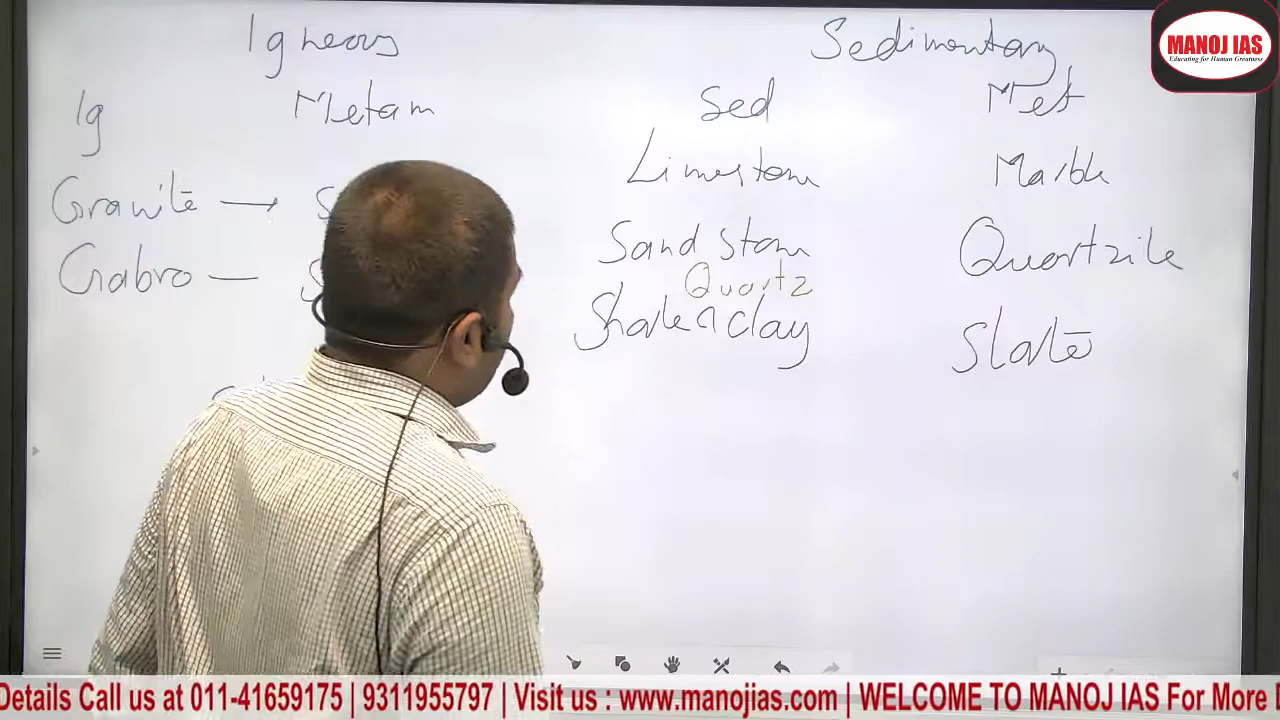 Igneous
Sedimentary
MANOJ IAS
Educating for Human Greatness
Ig
Metam
Sed
Met
Limestone
Marble
Granite → S
Sand stone
Quartzite
Gabro — S
Quartz
Shale & clay
Slate
Details Call us at 011-41659175 | 9311955797 | Visit us : www.manojias.com | WELCOME TO MANOJ IAS For More